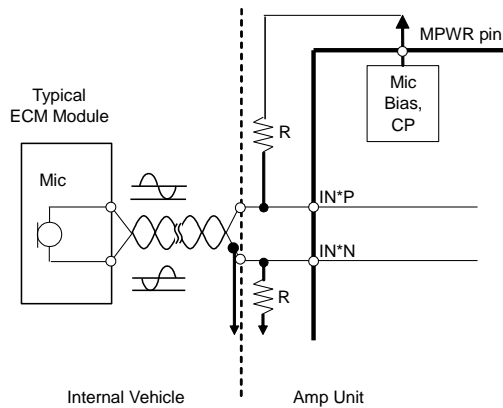 MPWR pin
Mic
Bias,
CP
Typical
ECM Module
R
Mic
IN*P
IN*N
R
Internal Vehicle
Amp Unit